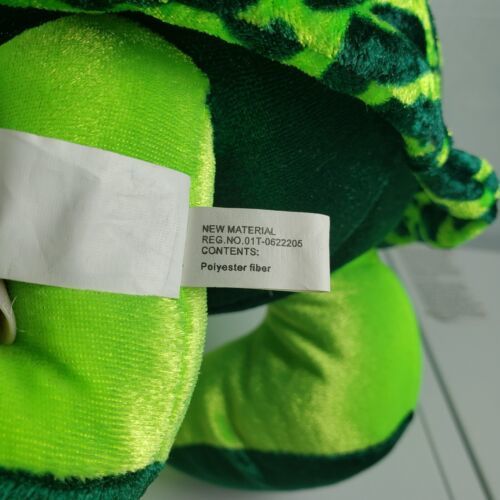 NEW MATERIAL
REG.NO.01T-0622205
CONTENTS:
Polyester fiber